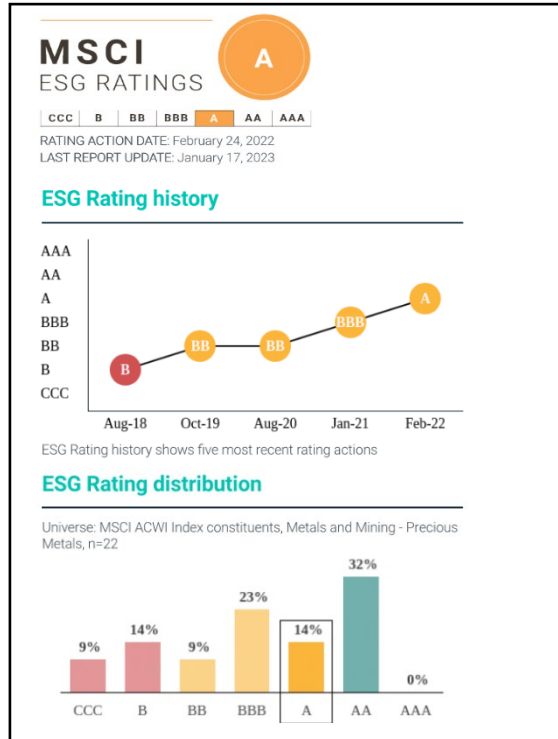 MSCI
ESG RATINGS
A
CCC B BB BBB A AA AAA
RATING ACTION DATE: February 24, 2022
LAST REPORT UPDATE: January 17, 2023
ESG Rating history
AAA
AA
A
BBB
BB
B
CCC
B BB BB BBB A
Aug-18 Oct-19 Aug-20 Jan-21 Feb-22
ESG Rating history shows five most recent rating actions
ESG Rating distribution
Universe: MSCI ACWI Index constituents, Metals and Mining - Precious
Metals, n=22
9% 14% 9% 23% 14% 32% 0%
CCC B BB BBB A AA AAA